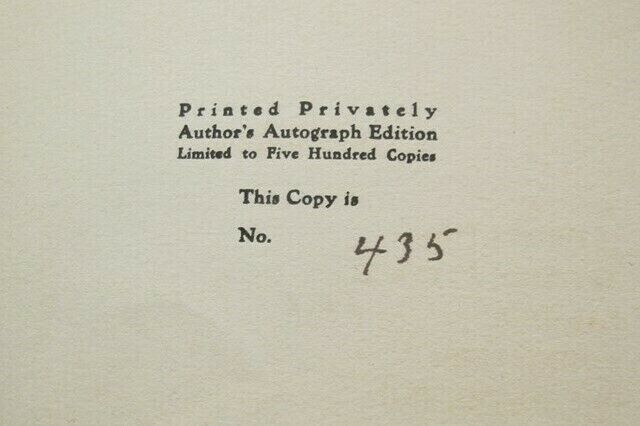 Printed Privately
Author's Autograph Edition
Limited to Five Hundred Copies
This Copy is
No. 435